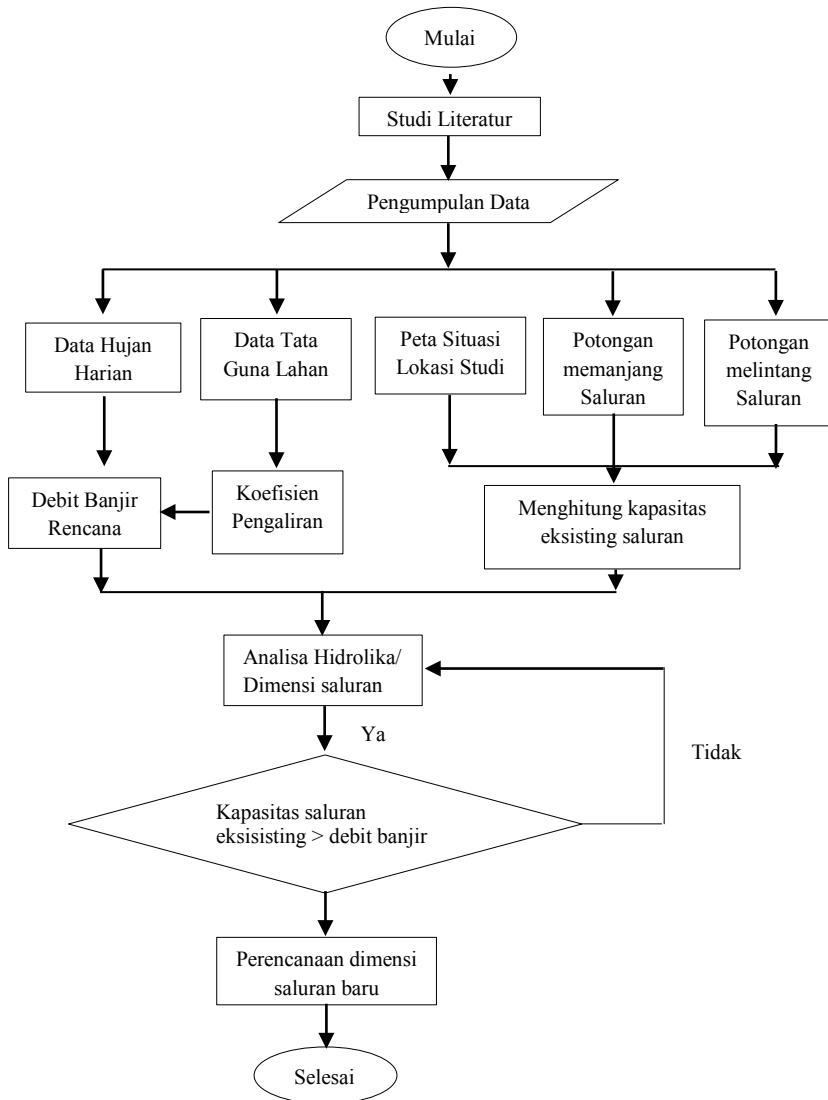 Mulai
Studi Literatur
Pengumpulan Data
Data Hujan
Harian
Data Tata
Guna Lahan
Peta Situasi
Lokasi Studi
Potongan
memanjang
Saluran
Potongan
melintang
Saluran
Debit Banjir
Rencana
Koefisien
Pengaliran
Menghitung kapasitas
eksisting saluran
Analisa Hidrolika/
Dimensi saluran
Ya
Tidak
Kapasitas saluran
eksisisting > debit banjir
Perencanaan dimensi
saluran baru
Selesai